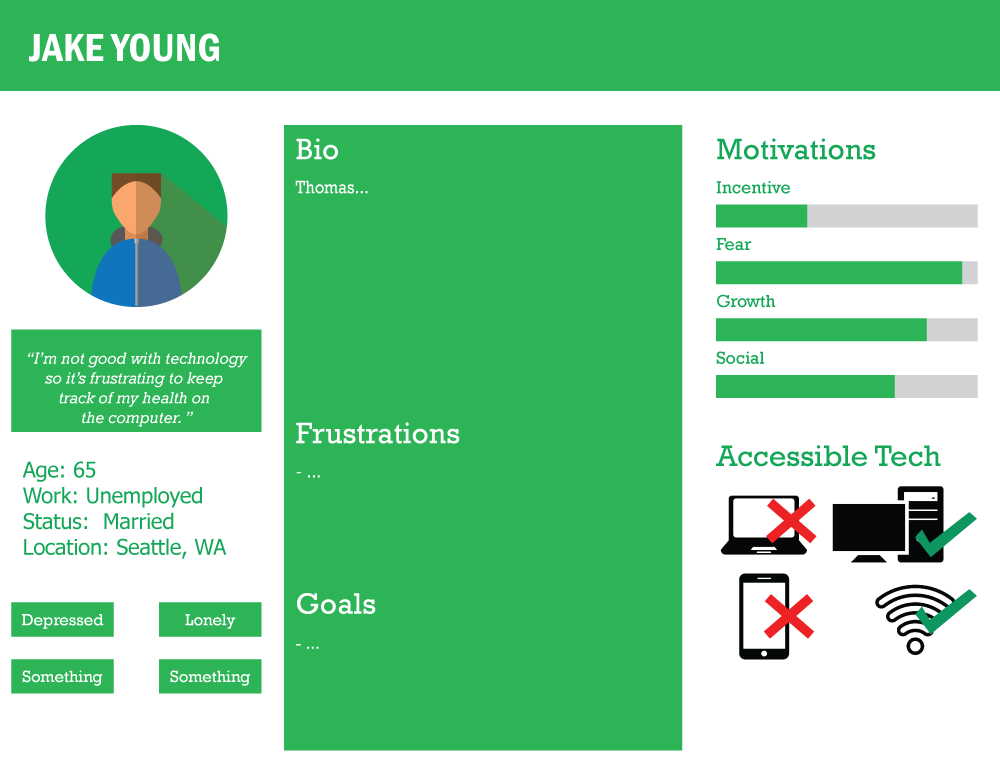 JAKE YOUNG
“I’m not good with technology
so it’s frustrating to keep
track of my health on
the computer. ”
Age: 65
Work: Unemployed
Status:  Married
Location: Seattle, WA
Depressed
Lonely
Something
Something
Bio
Thomas...
Frustrations
- ...
Goals
- ...
Motivations
Incentive
Fear
Growth
Social
Accessible Tech